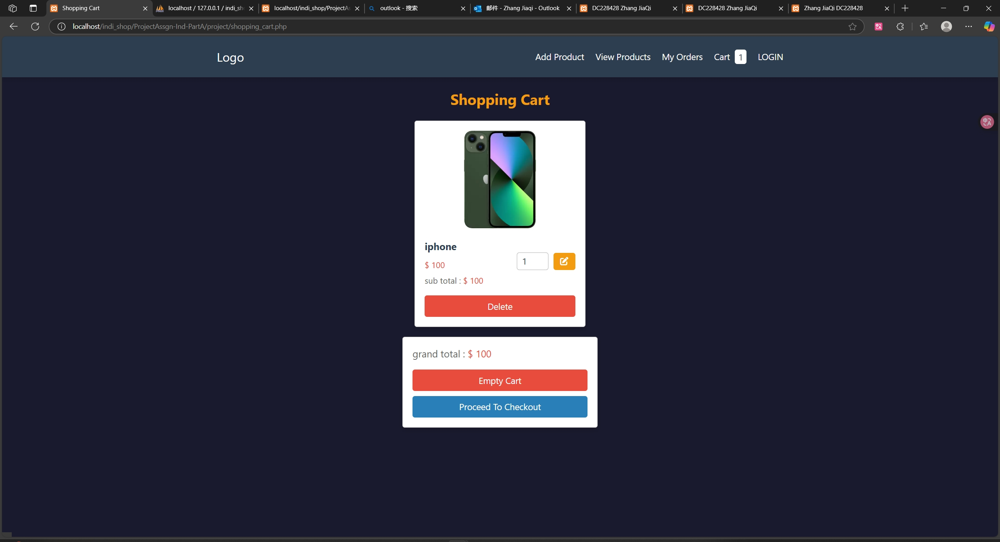 Shopping Cart
localhost / 127.0.0.1 / indi_sh
localhost/indi_shop/ProjectAs
outlook - 搜索
邮件 - Zhang Jiaqi - Outlook
DC228428 Zhang JiaQi
DC228428 Zhang JiaQi
Zhang JiaQi DC228428
localhost/indi_shop/ProjectAssgn-Ind-PartA/project/shopping_cart.php
Logo
Add Product
View Products
My Orders
Cart 1
LOGIN
Shopping Cart
iphone
$ 100
1
sub total : $ 100
Delete
grand total : $ 100
Empty Cart
Proceed To Checkout